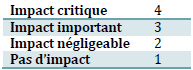 Impact critique 4
Impact important 3
Impact négligeable 2
Pas d'impact 1